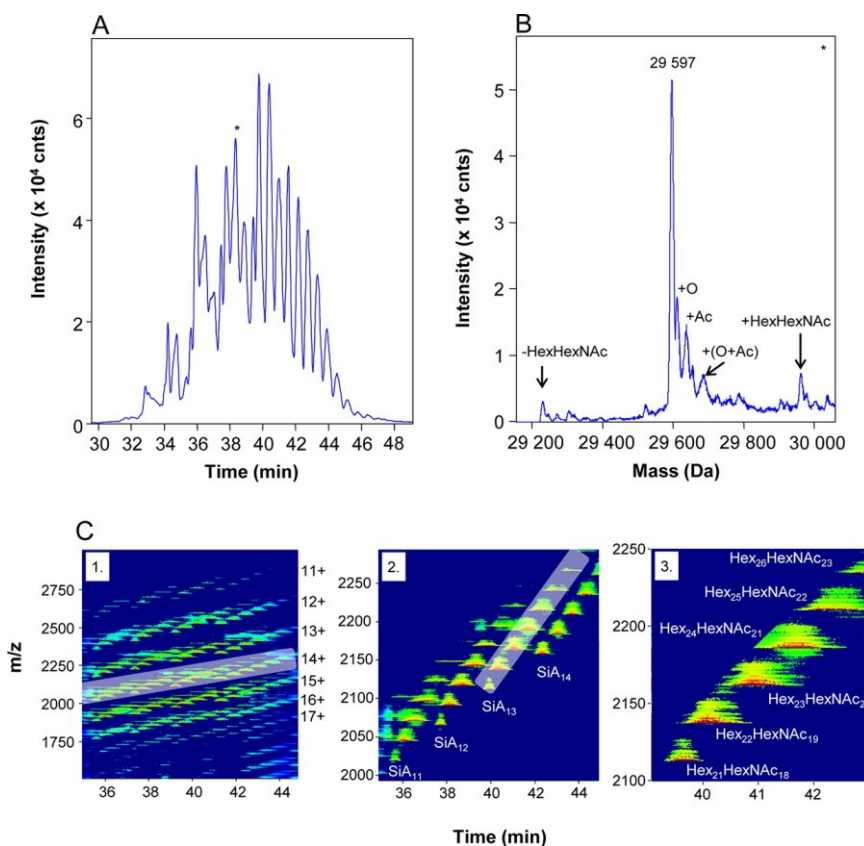 A
Intensity (x 10⁴ cnts)
6
4
2
0
*
30 32 34 36 38 40 42 44 46 48
Time (min)
B
Intensity (x 10⁴ cnts)
5
4
3
2
1
0
*
29 597
+O
+Ac
+(O+Ac)
-HexHexNAc
+HexHexNAc
29 200 29 400 29 600 29 800 30 000
Mass (Da)
C
m/z
1.
2750
2500
2250
2000
1750
11+
12+
13+
14+
15+
16+
17+
36 38 40 42 44
2.
2250
2200
2150
2100
2050
2000
SiA₁₄
SiA₁₃
SiA₁₂
SiA₁₁
36 38 40 42 44
3.
2250
2200
2150
2100
Hex₂₆HexNAc₂₃
Hex₂₅HexNAc₂₂
Hex₂₄HexNAc₂₁
Hex₂₃HexNAc₂
Hex₂₂HexNAc₁₉
Hex₂₁HexNAc₁₈
40 41 42
Time (min)